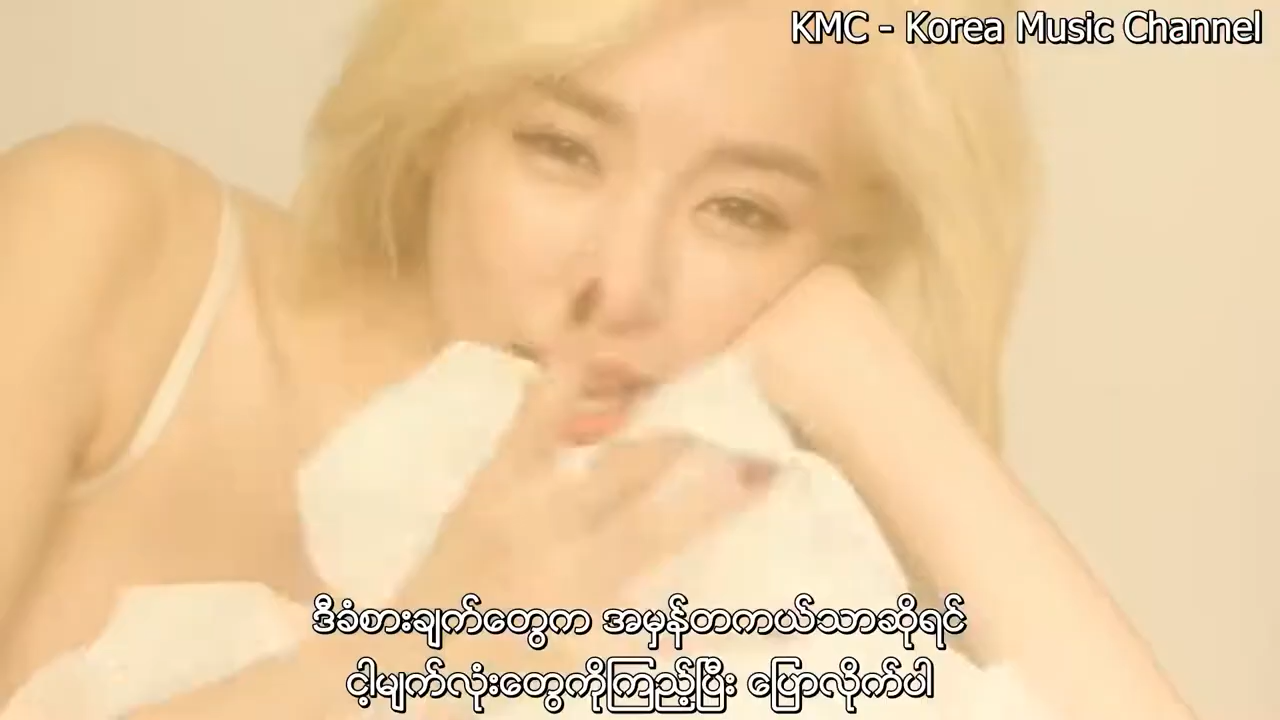 KMC - Korea Music Channel
ဒီခံစားချက်တွေက အမှန်တကယ်သာဆိုရင်
ငါ့မျက်လုံးတွေကိုကြည့်ပြီး ပြောလိုက်ပါ